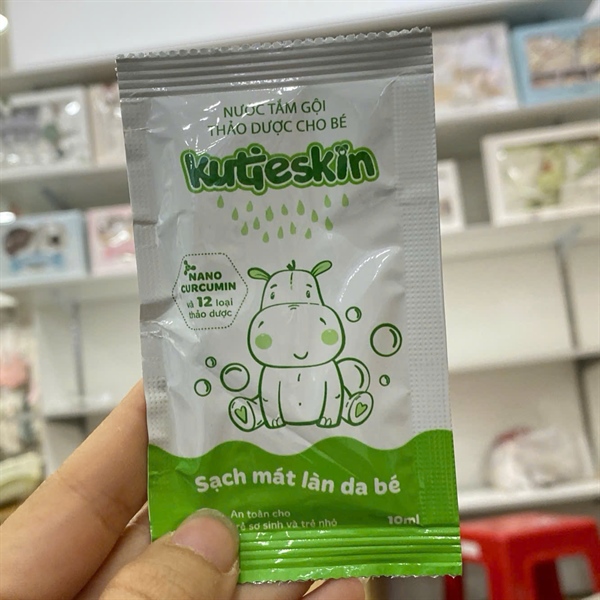 NƯỚC TẮM GỘI
THẢO DƯỢC CHO BÉ
Kutieskin
NANO
CURCUMIN
và 12 loại
thảo dược
Sạch mát làn da bé
An toàn cho
trẻ sơ sinh và trẻ nhỏ
10ml